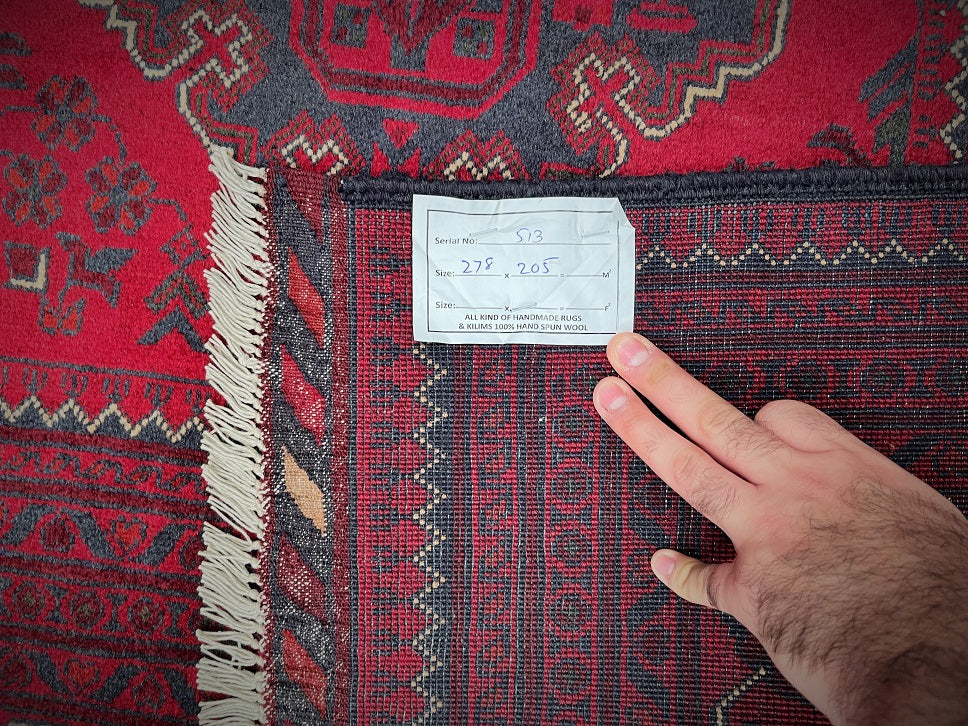 Serial No: 513
Size: 278 x 205 = M²
Size: x = F²
ALL KIND OF HANDMADE RUGS
& KILIMS 100% HAND SPUN WOOL